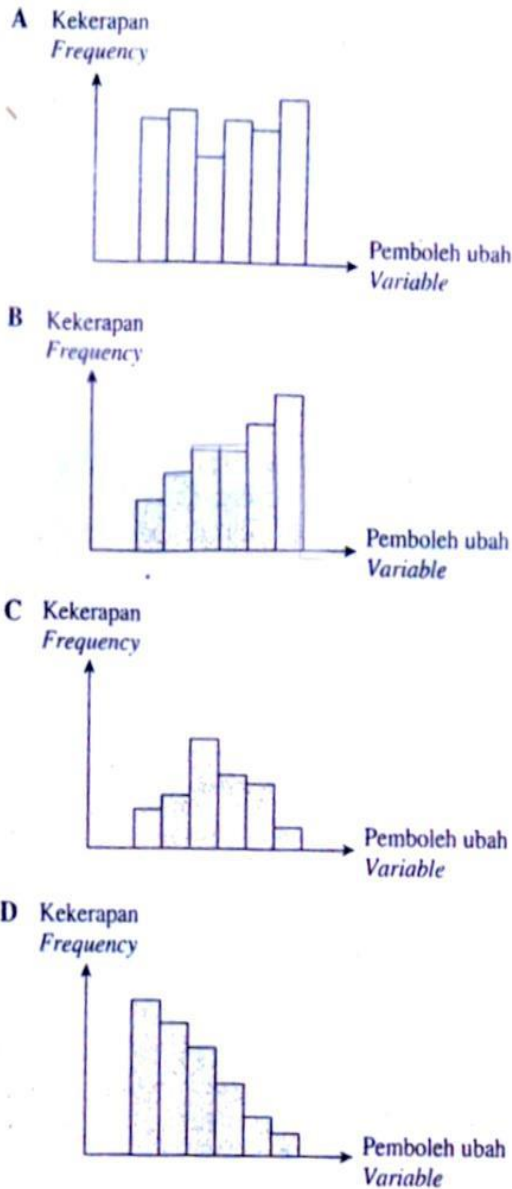 A Kekerapan
Frequency
Pemboleh ubah
Variable
B Kekerapan
Frequency
Pemboleh ubah
Variable
C Kekerapan
Frequency
Pemboleh ubah
Variable
D Kekerapan
Frequency
Pemboleh ubah
Variable